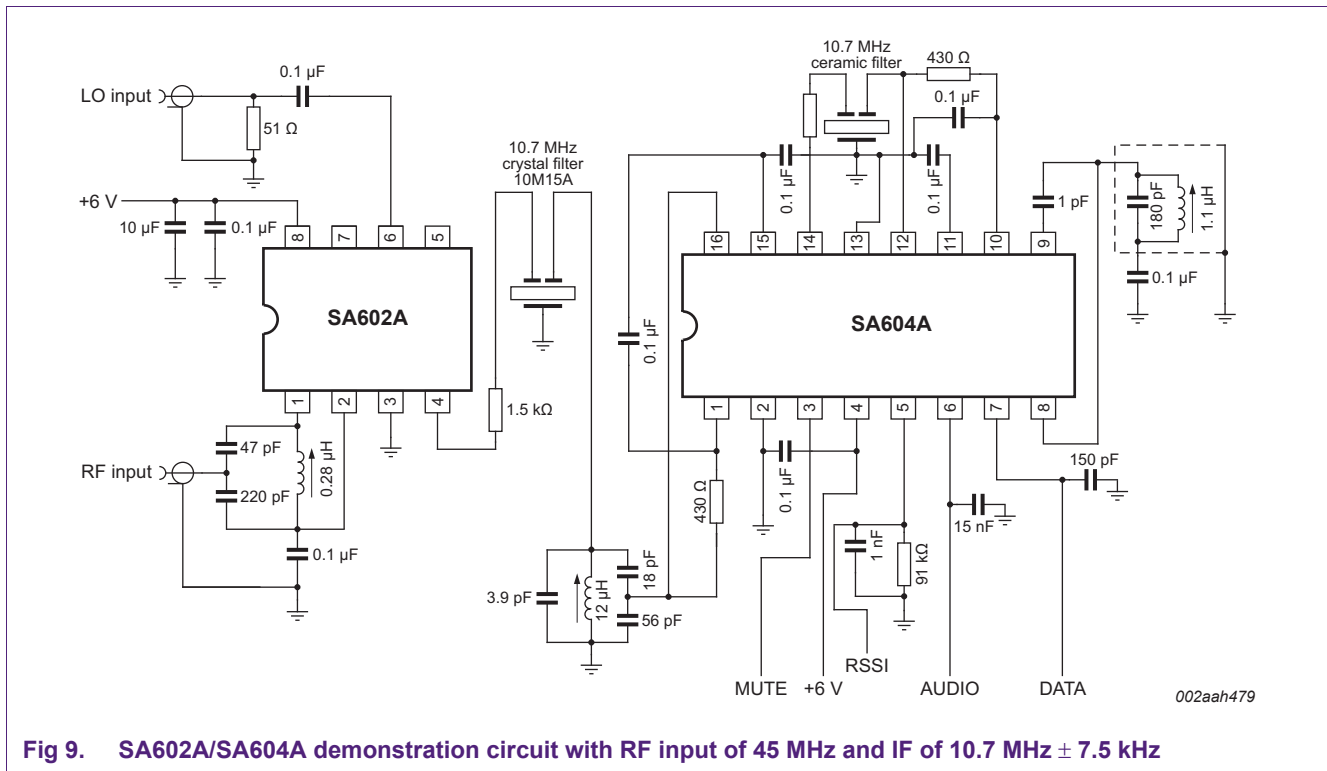 LO input
0.1 µF
51 Ω
+6 V
10 µF
0.1 µF
8
7
6
5
SA602A
1
2
3
4
1.5 kΩ
RF input
47 pF
220 pF
0.28 µH
0.1 µF
10.7 MHz
crystal filter
10M15A
3.9 pF
12 µH
18 pF
56 pF
10.7 MHz
ceramic filter
430 Ω
0.1 µF
0.1 µF
0.1 µF
0.1 µF
16
15
14
13
12
11
10
9
SA604A
1
2
3
4
5
6
7
8
1 pF
180 pF
1.1 µH
0.1 µF
430 Ω
0.1 µF
1 nF
91 kΩ
15 nF
150 pF
MUTE
+6 V
RSSI
AUDIO
DATA
002aah479
Fig 9. SA602A/SA604A demonstration circuit with RF input of 45 MHz and IF of 10.7 MHz ± 7.5 kHz